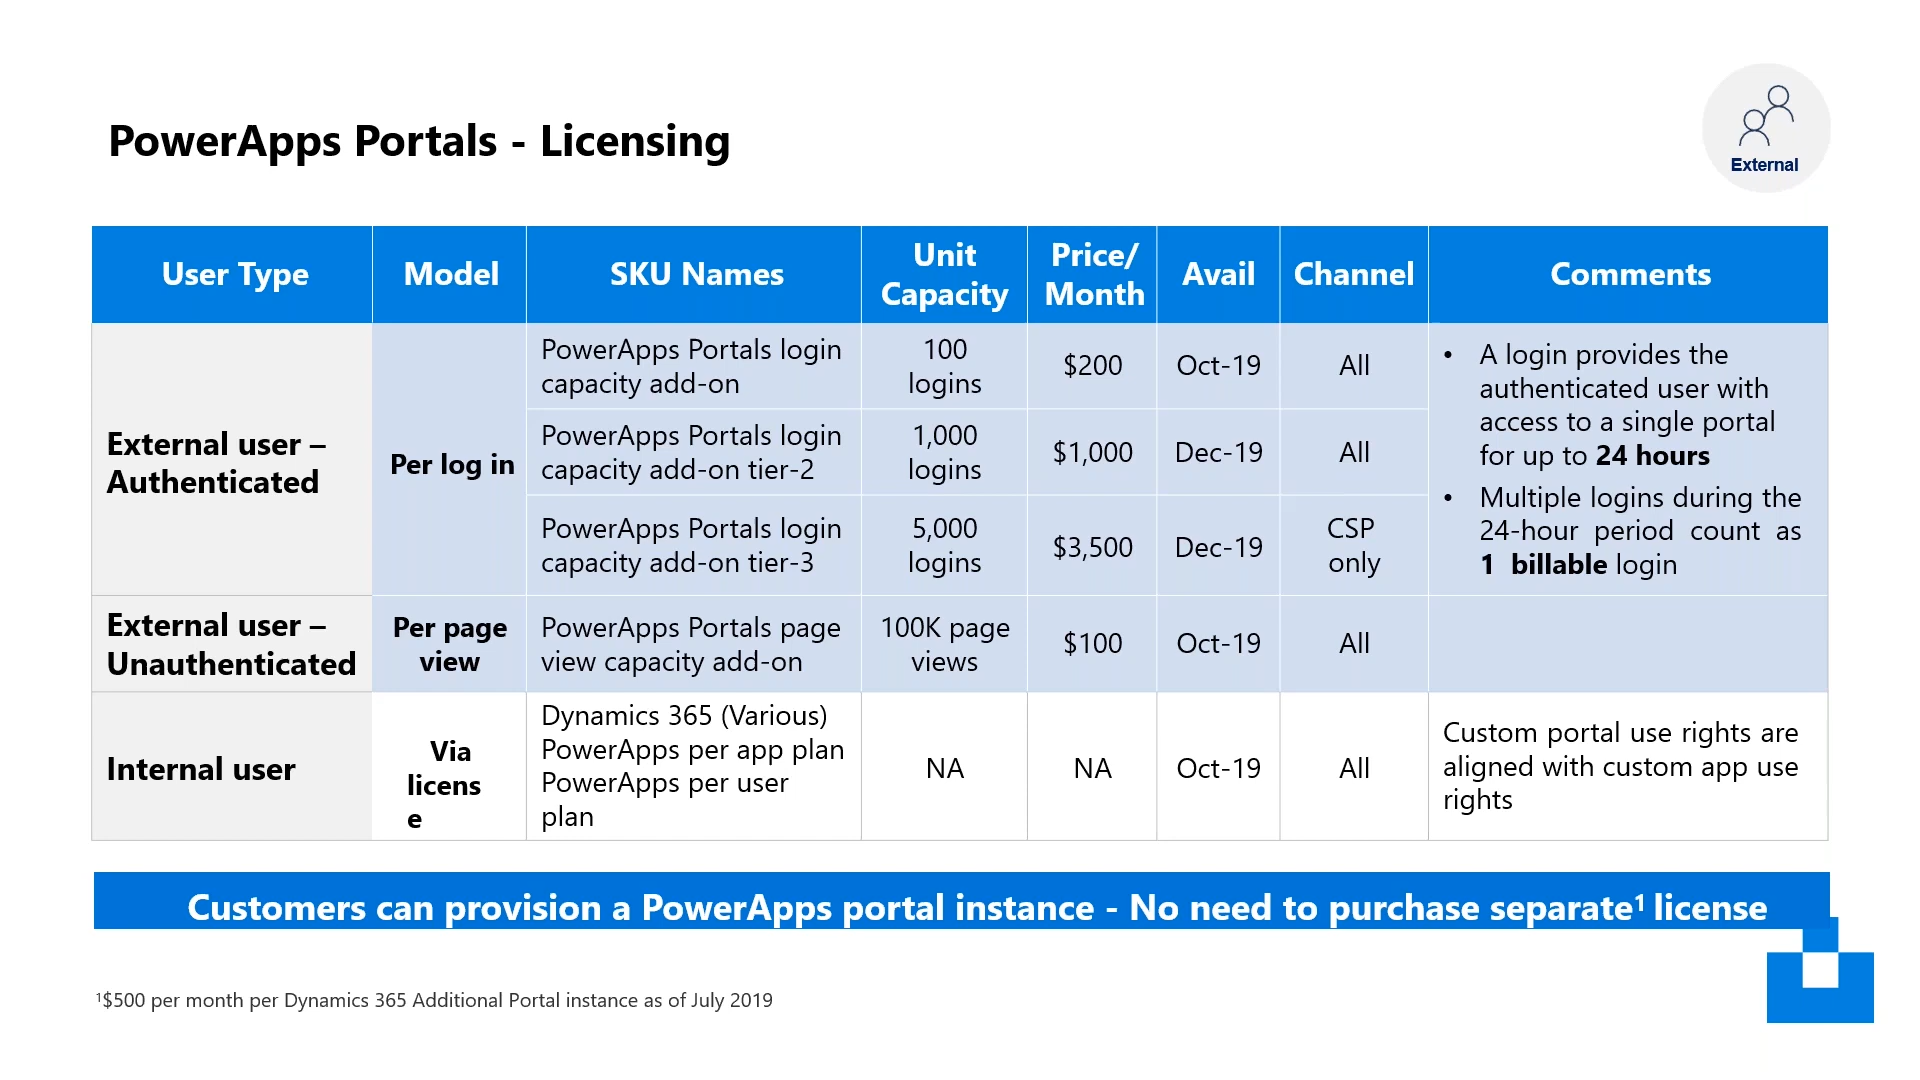 PowerApps Portals - Licensing
External
User Type
Model
SKU Names
Unit
Capacity
Price/
Month
Avail
Channel
Comments
External user –
Authenticated
Per log in
PowerApps Portals login
capacity add-on
100
logins
$200
Oct-19
All
PowerApps Portals login
capacity add-on tier-2
1,000
logins
$1,000
Dec-19
All
PowerApps Portals login
capacity add-on tier-3
5,000
logins
$3,500
Dec-19
CSP
only
• A login provides the
authenticated user with
access to a single portal
for up to 24 hours
• Multiple logins during the
24-hour period count as
1 billable login
External user –
Unauthenticated
Per page
view
PowerApps Portals page
view capacity add-on
100K page
views
$100
Oct-19
All
Internal user
Via
licens
e
Dynamics 365 (Various)
PowerApps per app plan
PowerApps per user
plan
NA
NA
Oct-19
All
Custom portal use rights are
aligned with custom app use
rights
Customers can provision a PowerApps portal instance - No need to purchase separate¹ license
¹$500 per month per Dynamics 365 Additional Portal instance as of July 2019